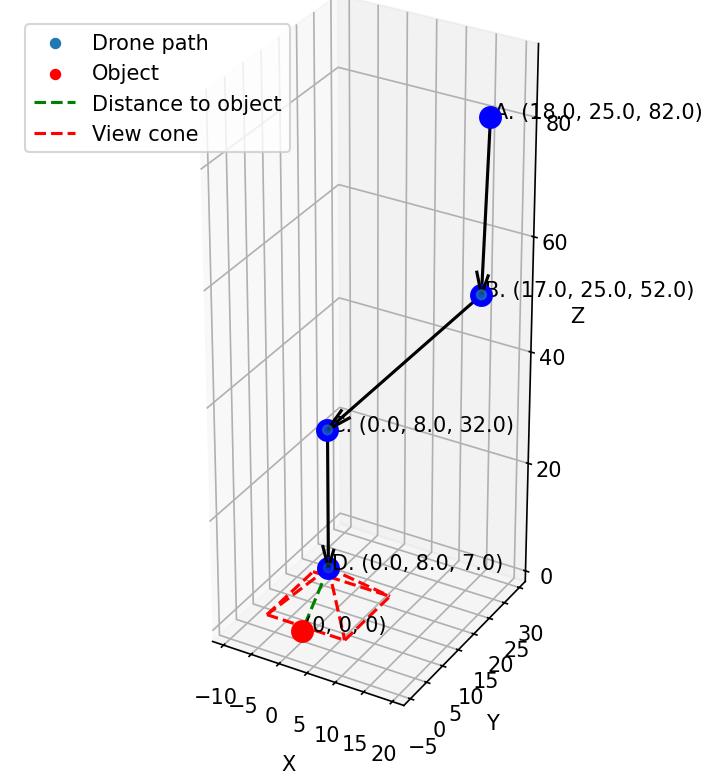 Drone path
Object
Distance to object
View cone
A. (18.0, 25.0, 82.0)
80
60
B. (17.0, 25.0, 52.0)
Z
40
C. (0.0, 8.0, 32.0)
20
D. (0.0, 8.0, 7.0)
0
0, 0, 0)
30
25
20
15
10
5
0
−5
Y
−10
−5
0
5
10
15
20
X